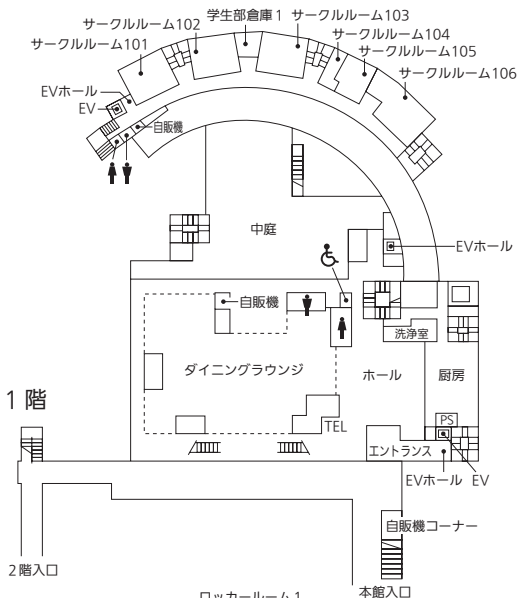 学生部倉庫1
サークルルーム103
サークルルーム102
サークルルーム104
サークルルーム101
サークルルーム105
サークルルーム106
EVホール
EV
自販機
中庭
EVホール
自販機
洗浄室
ダイニングラウンジ
ホール
厨房
1階
PS
TEL
エントランス
EVホール
EV
自販機コーナー
2階入口
本館入口
ロッカールーム1